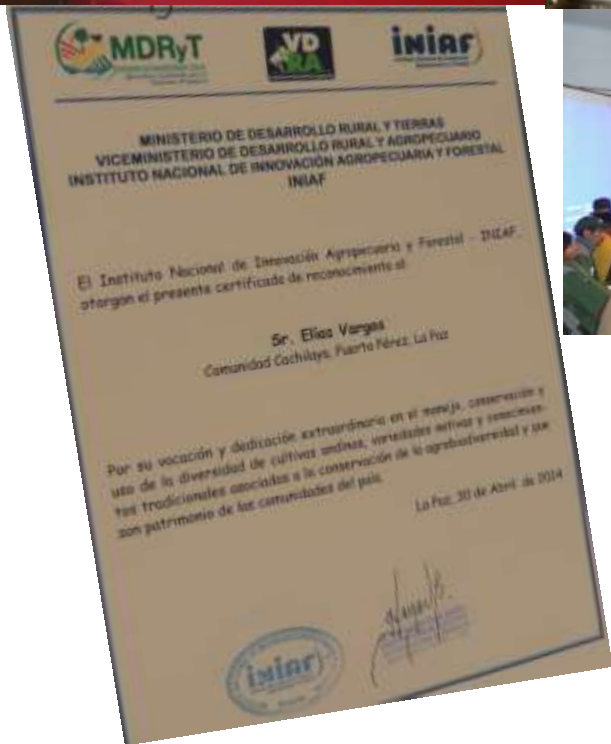 MDRyT
VD
RA
iNiAF
MINISTERIO DE DESARROLLO RURAL Y TIERRAS
VICEMINISTERIO DE DESARROLLO RURAL Y AGROPECUARIO
INSTITUTO NACIONAL DE INNOVACIÓN AGROPECUARIA Y FORESTAL
INIAF
El Instituto Nacional de Innovación Agropecuaria y Forestal - INIAF,
otorgan el presente certificado de reconocimiento al:
Sr. Elías Vargas
Comunidad Cachilaya, Puerto Pérez, La Paz
Por su vocación y dedicación extraordinaria en el manejo, conservación y
uso de la diversidad de cultivos andinos, variedades nativas y conocimien-
tos tradicionales asociados a la conservación de la agrobiodiversidad y que
son patrimonio de las comunidades del país.
La Paz, 30 de Abril de 2014
iniaf